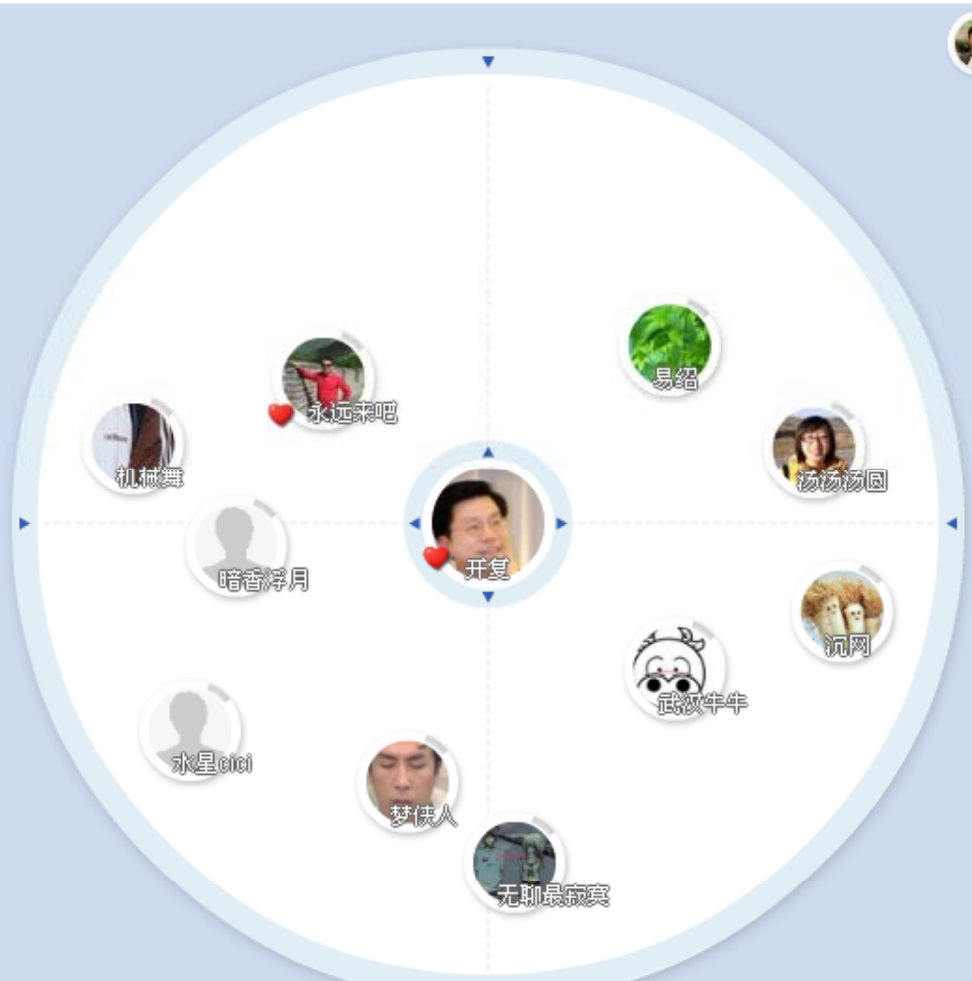 易绍
永远来吧
机械舞
汤汤汤圆
开复
暗香浮月
沉网
武汉牛牛
水星cici
梦侠人
无聊最寂寞